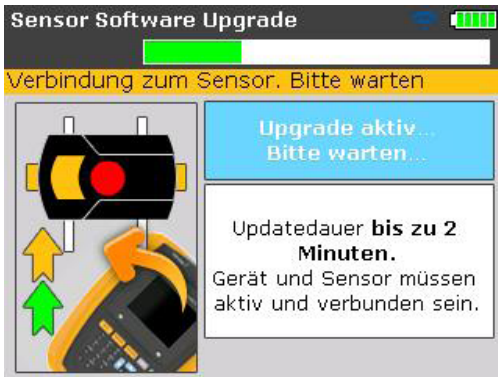 Sensor Software Upgrade
Verbindung zum Sensor. Bitte warten
Upgrade aktiv...
Bitte warten...
Updatedauer bis zu 2
Minuten.
Gerät und Sensor müssen
aktiv und verbunden sein.